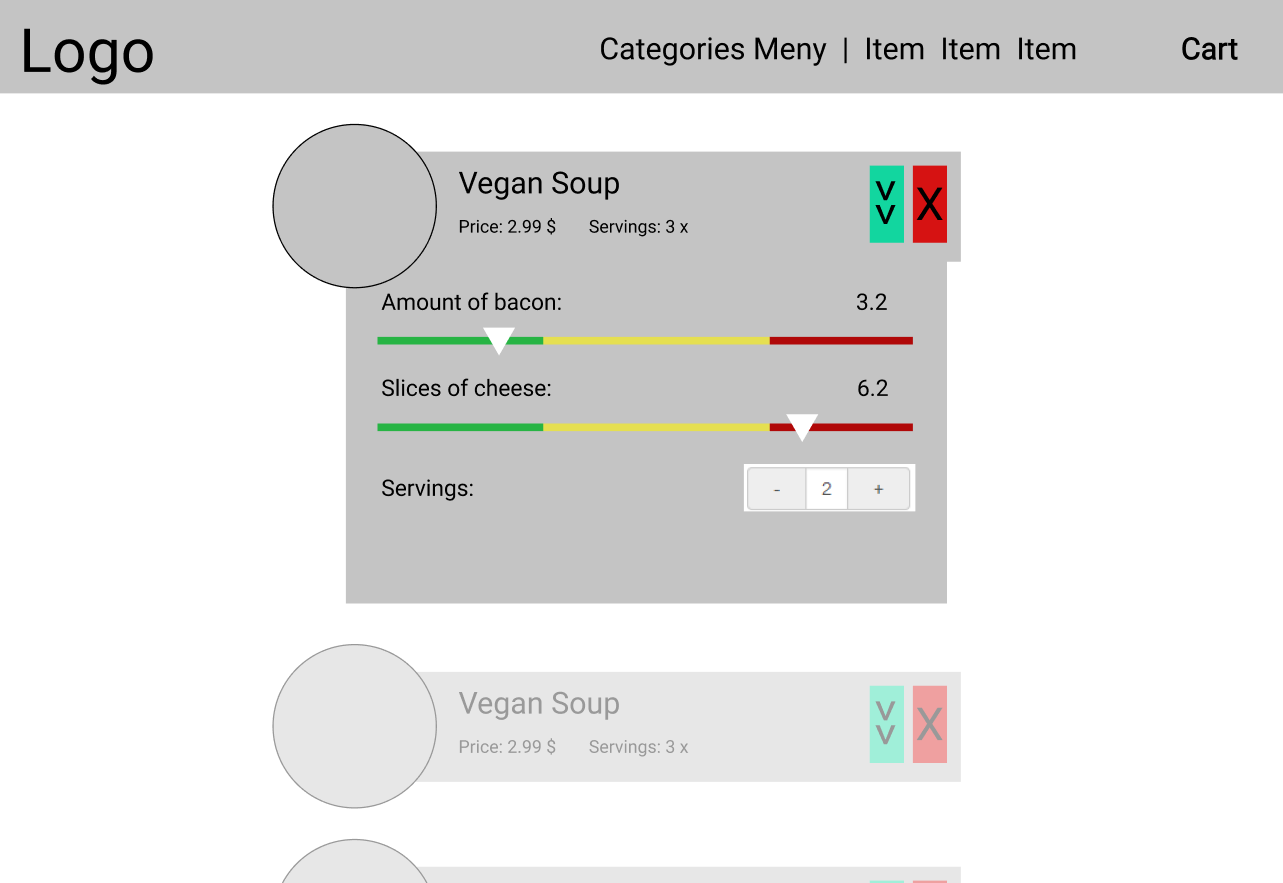 Logo
Categories Meny | Item Item Item
Cart
Vegan Soup
Price: 2.99 $ Servings: 3 x
>> X
Amount of bacon: 3.2
Slices of cheese: 6.2
Servings: - 2 +
Vegan Soup
Price: 2.99 $ Servings: 3 x
>> X